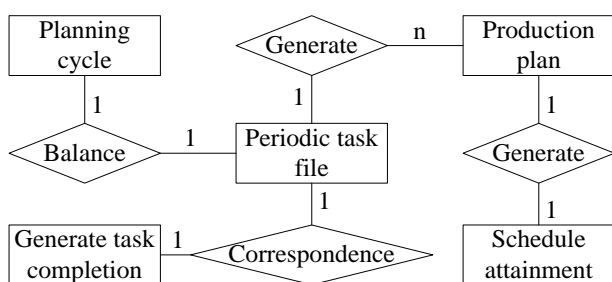 Planning
cycle
Generate
n
Production
plan
1
1
1
Balance
1
Periodic task
file
Generate
1
1
Generate task
completion
1
Correspondence
Schedule
attainment